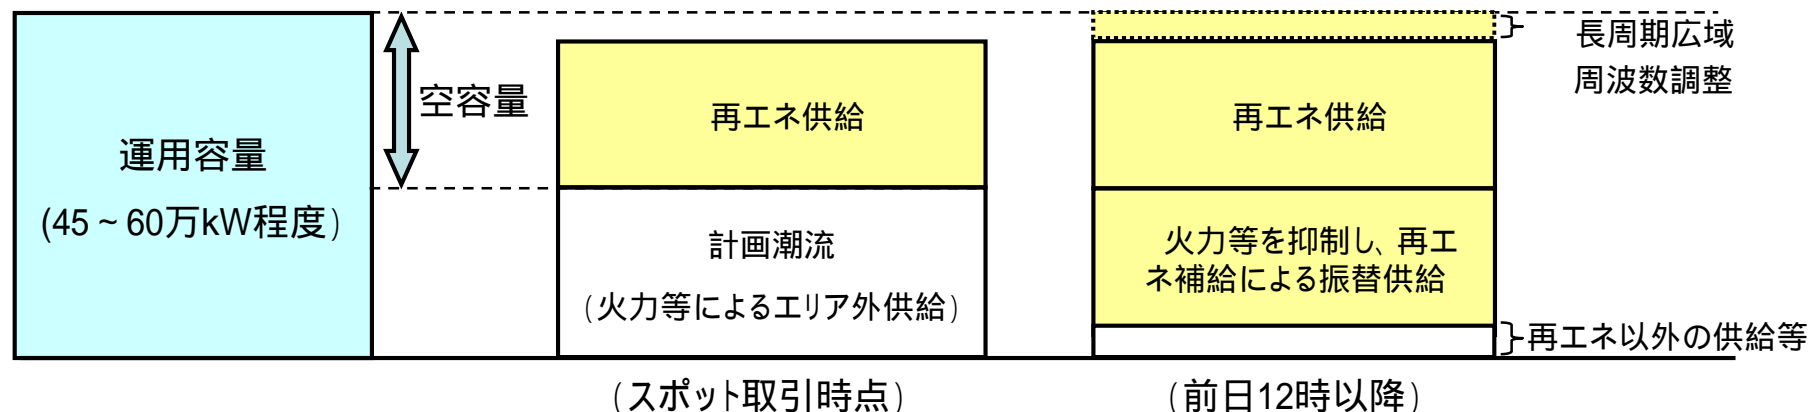 運用容量
(45~60万kW程度)
空容量
再エネ供給
計画潮流
(火力等によるエリア外供給)
(スポット取引時点)
再エネ供給
火力等を抑制し、再エ
ネ補給による振替供給
(前日12時以降)
長周期広域
周波数調整
再エネ以外の供給等